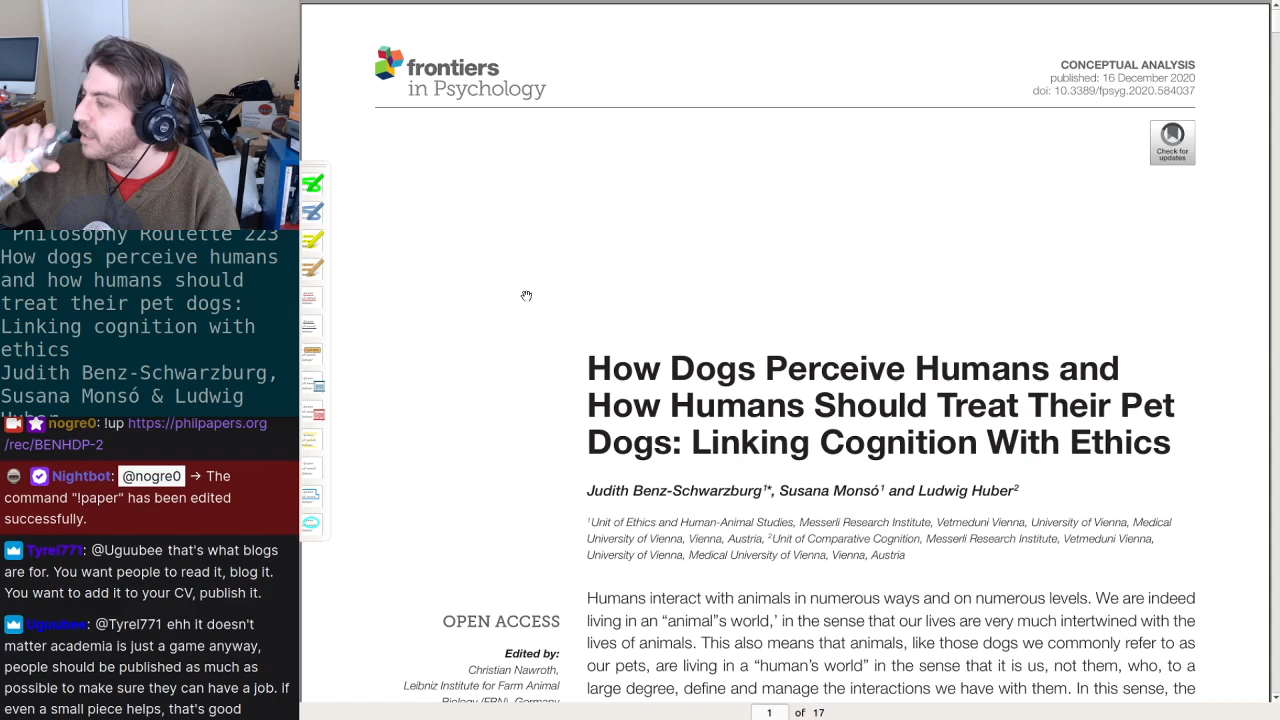 Philosophy Roulette 223
How dogs perceive humans
and how humans should
treat their pet dogs:
Linking cognition with
ethics
Judith Benz-Schwarzburg,
Susana Monsó & Ludwig
Huber
nogre0: !up https://philpapers.org
/rec/BENHDP-2
Nightbot: @nogre0 → The
command "!paper" has been edited
successfully.
Tyrel771: @Uguubee that's what blogs
are for. You want people to read it, blog it.
You want to add it to your CV, publish it.
Uguubee: @Tyrel771 ehh It doesn't
matter academia is just a game anyway,
people should be published as much as
possible to make sure they can have a job. if
even a small piece helps, that's good
frontiers
in Psychology
CONCEPTUAL ANALYSIS
published: 16 December 2020
doi: 10.3389/fpsyg.2020.584037
Check for
updates
How Dogs Perceive Humans and
How Humans Should Treat Their Pet
Dogs: Linking Cognition With Ethics
Judith Benz-Schwarzburg1*, Susana Monsó1 and Ludwig Huber2
1Unit of Ethics and Human-Animal Studies, Messerli Research Institute, Vetmeduni Vienna, University of Vienna, Medical
University of Vienna, Vienna, Austria, 2Unit of Comparative Cognition, Messerli Research Institute, Vetmeduni Vienna,
University of Vienna, Medical University of Vienna, Vienna, Austria
Humans interact with animals in numerous ways and on numerous levels. We are indeed
living in an “animal”s world,’ in the sense that our lives are very much intertwined with the
lives of animals. This also means that animals, like those dogs we commonly refer to as
our pets, are living in a “human’s world” in the sense that it is us, not them, who, to a
large degree, define and manage the interactions we have with them. In this sense, the
OPEN ACCESS
Edited by:
Christian Nawroth,
Leibniz Institute for Farm Animal
Biology (FBN), Germany
1 of 17